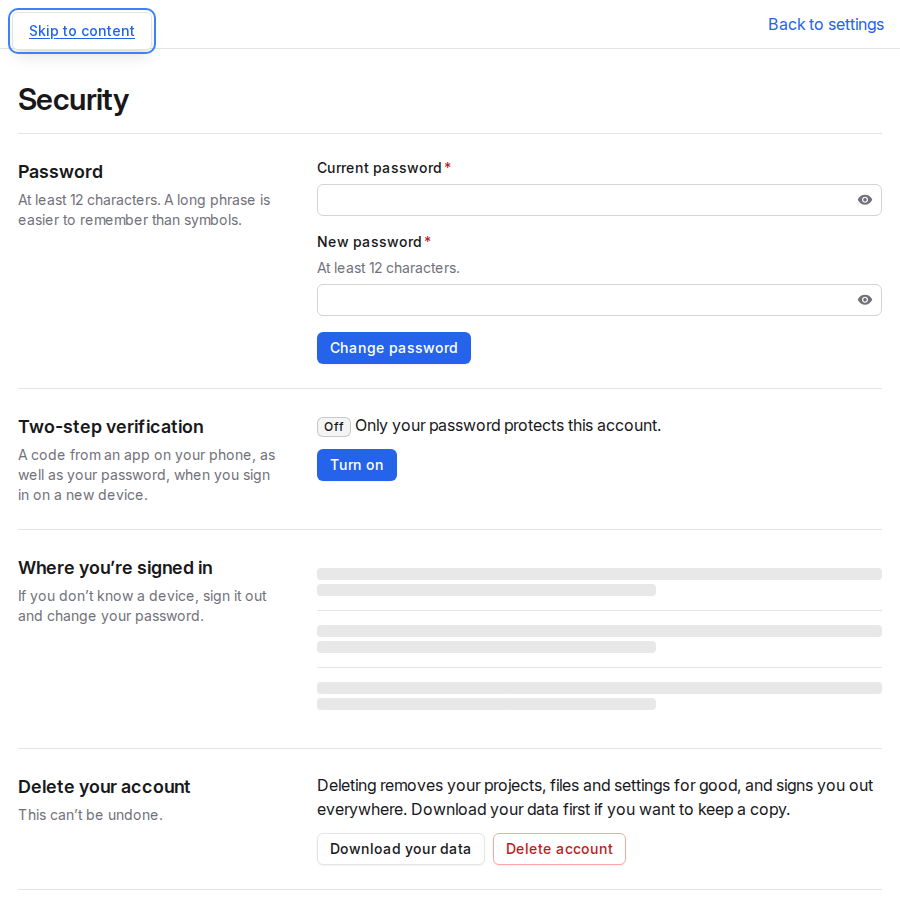 Skip to content
Back to settings
Security
Password
At least 12 characters. A long phrase is
easier to remember than symbols.
Current password*
New password*
At least 12 characters.
Change password
Two-step verification
A code from an app on your phone, as
well as your password, when you sign
in on a new device.
Off Only your password protects this account.
Turn on
Where you’re signed in
If you don’t know a device, sign it out
and change your password.
Delete your account
This can’t be undone.
Deleting removes your projects, files and settings for good, and signs you out
everywhere. Download your data first if you want to keep a copy.
Download your data
Delete account